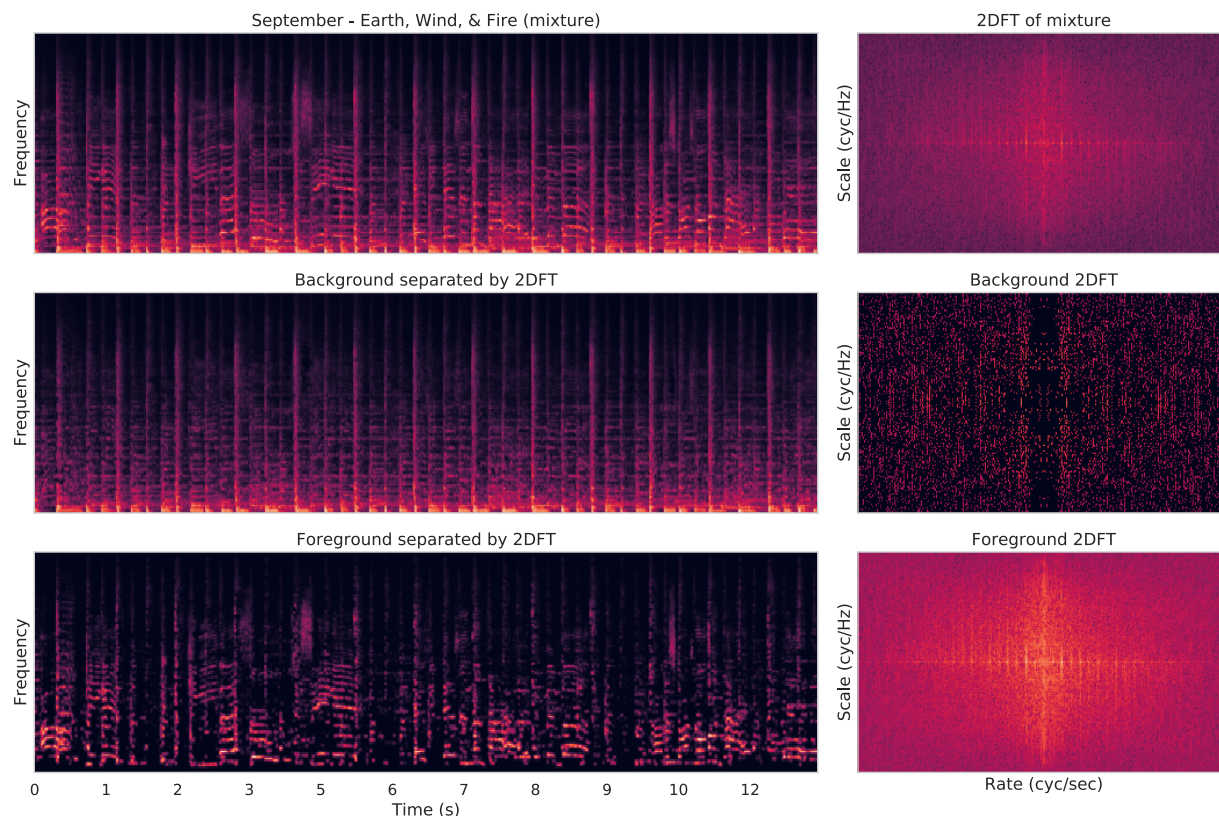 September - Earth, Wind, & Fire (mixture)
2DFT of mixture
Frequency
Scale (cyc/Hz)
Background separated by 2DFT
Background 2DFT
Frequency
Scale (cyc/Hz)
Foreground separated by 2DFT
Foreground 2DFT
Frequency
Scale (cyc/Hz)
0 1 2 3 4 5 6 7 8 9 10 11 12
Time (s)
Rate (cyc/sec)